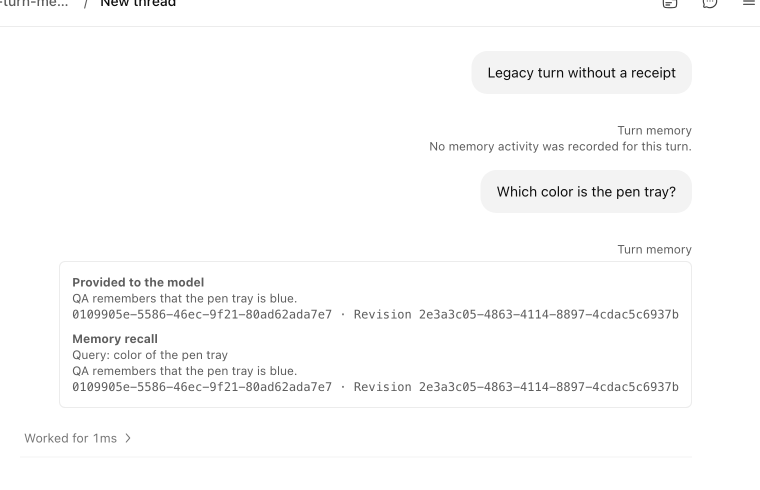 -turn-me... / New thread
Legacy turn without a receipt
Turn memory
No memory activity was recorded for this turn.
Which color is the pen tray?
Turn memory
Provided to the model
QA remembers that the pen tray is blue.
0109905e-5586-46ec-9f21-80ad62ada7e7 · Revision 2e3a3c05-4863-4114-8897-4cdac5c6937b
Memory recall
Query: color of the pen tray
QA remembers that the pen tray is blue.
0109905e-5586-46ec-9f21-80ad62ada7e7 · Revision 2e3a3c05-4863-4114-8897-4cdac5c6937b
Worked for 1ms